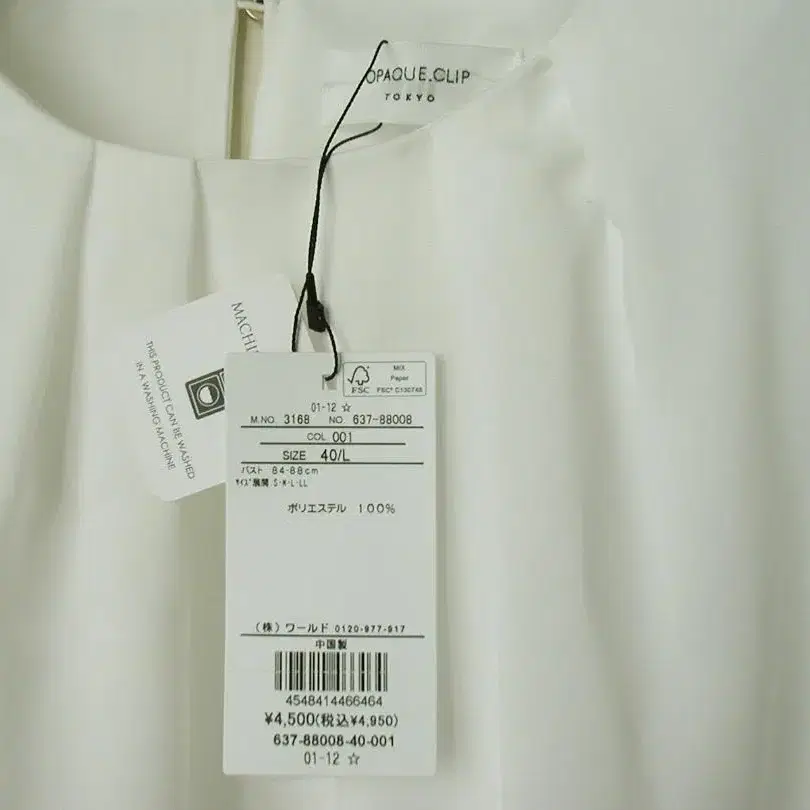 OPAQUE.CLIP
TOKYO
THIS PRODUCT CAN BE WASHED
IN A WASHING MACHINE
MIX
Paper
FSC
FSC® C130748
01-12 ☆
M.NO. 3168 NO. 637-88008
COL 001
SIZE 40/L
バスト 84-88cm
ｻｲｽﾞ展開 S・M・L・LL
ポリエステル 100%
(株)ワールド 0120-977-917
中国製
4548414466464
¥4,500(税込¥4,950)
637-88008-40-001
01-12 ☆